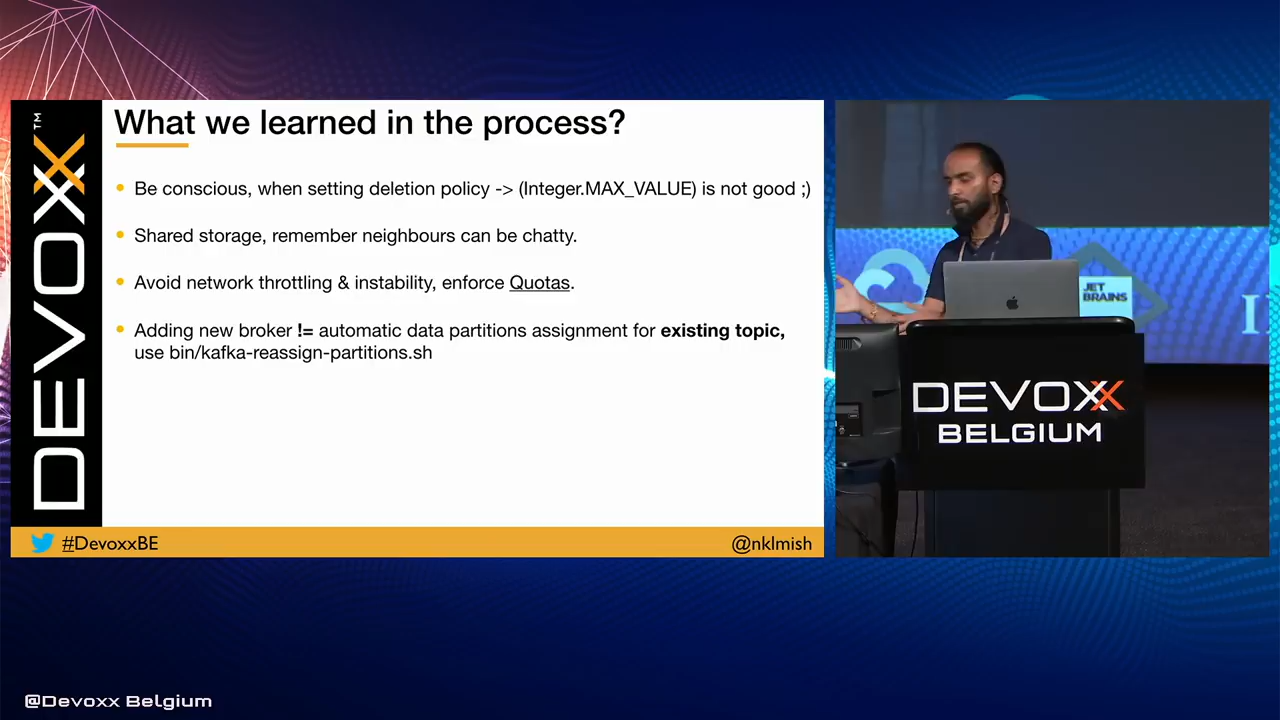 DEVOXX™
What we learned in the process?
• Be conscious, when setting deletion policy -> (Integer.MAX_VALUE) is not good ;)
• Shared storage, remember neighbours can be chatty.
• Avoid network throttling & instability, enforce Quotas.
• Adding new broker != automatic data partitions assignment for existing topic,
use bin/kafka-reassign-partitions.sh
#DevoxxBE
@nklmish
JET
BRAINS
DEVOXX
BELGIUM
@Devoxx Belgium